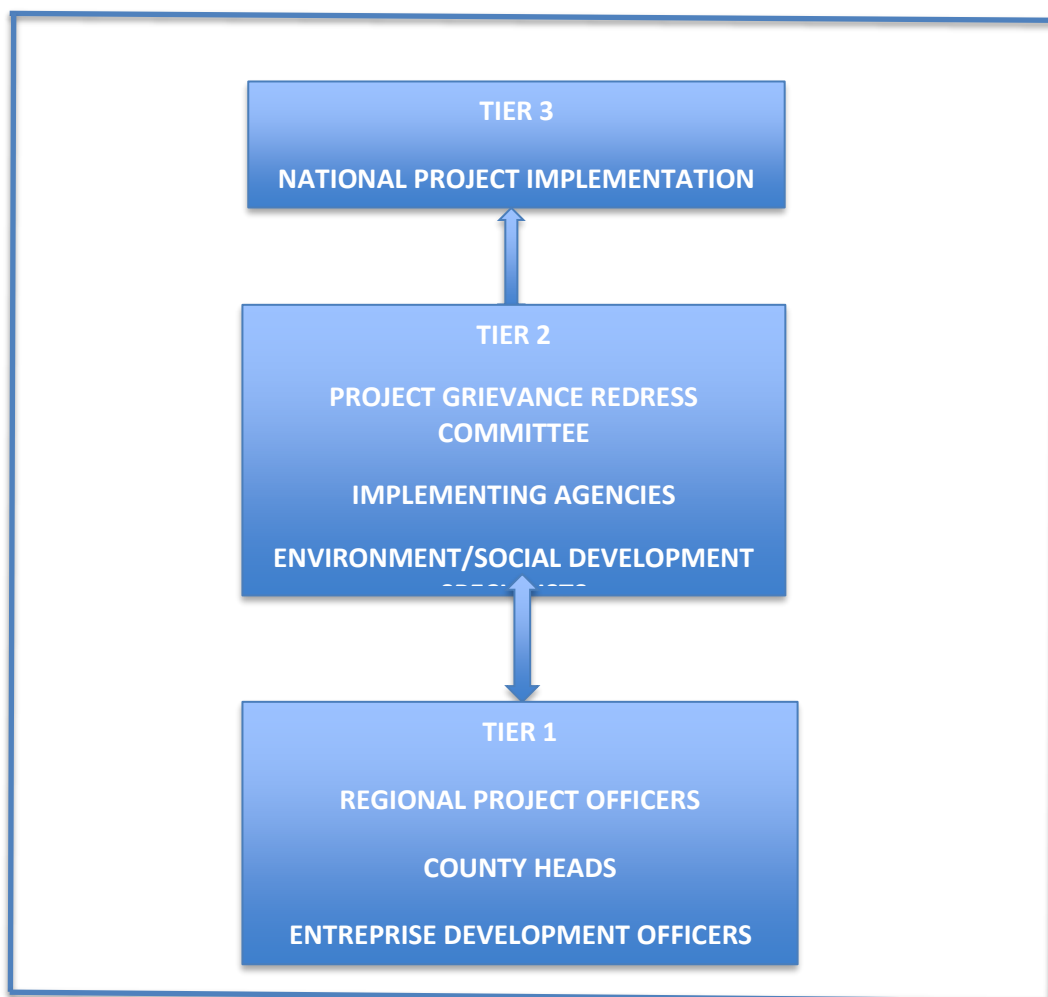 TIER 3
NATIONAL PROJECT IMPLEMENTATION
TIER 2
PROJECT GRIEVANCE REDRESS
COMMITTEE
IMPLEMENTING AGENCIES
ENVIRONMENT/SOCIAL DEVELOPMENT
TIER 1
REGIONAL PROJECT OFFICERS
COUNTY HEADS
ENTREPRISE DEVELOPMENT OFFICERS